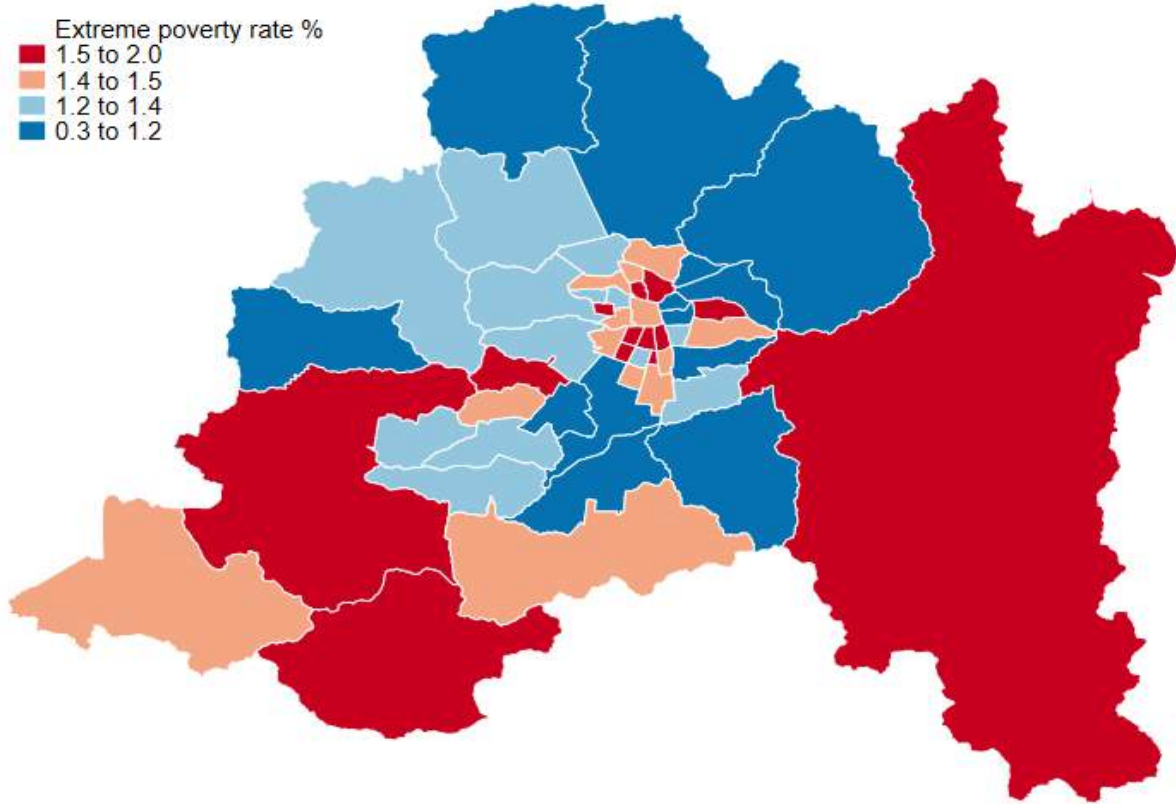 Extreme poverty rate %
1.5 to 2.0
1.4 to 1.5
1.2 to 1.4
0.3 to 1.2